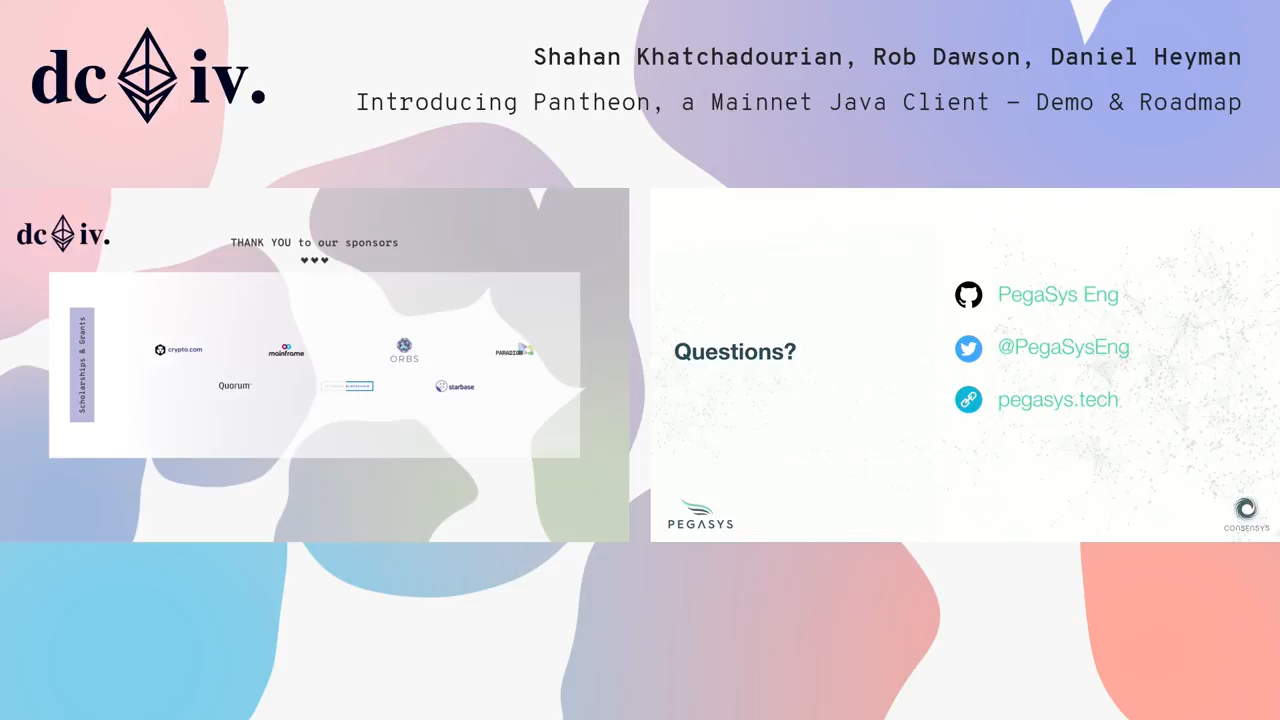 dc iv.
Shahan Khatchadourian, Rob Dawson, Daniel Heyman
Introducing Pantheon, a Mainnet Java Client – Demo & Roadmap
dc iv.
THANK YOU to our sponsors
Scholarships & Grants
crypto.com
mainframe
ORBS
Quorum
BLOCKCHAIN
starbase
Questions?
PegaSys Eng
@PegaSysEng
pegasys.tech
PEGASYS
CONSENSYS